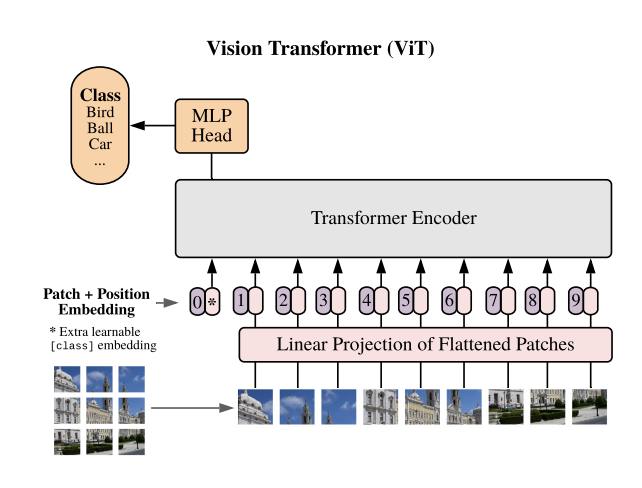 Vision Transformer (ViT)
Class
Bird
Ball
Car
...
MLP
Head
Transformer Encoder
Patch + Position
Embedding
0 * 1 2 3 4 5 6 7 8 9
* Extra learnable
[class] embedding
Linear Projection of Flattened Patches